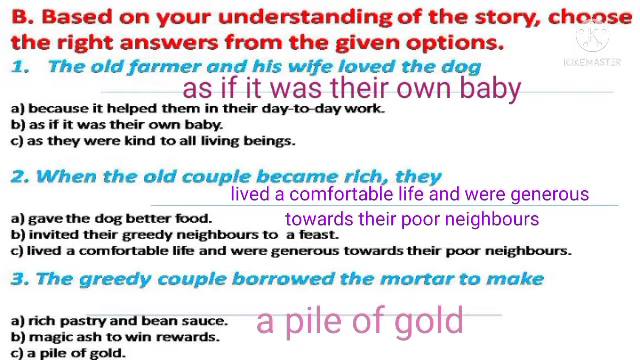 B. Based on your understanding of the story, choose
the right answers from the given options.
1. The old farmer and his wife loved the dog
as if it was their own baby
a) because it helped them in their day-to-day work.
b) as if it was their own baby.
c) as they were kind to all living beings.
2. When the old couple became rich, they
lived a comfortable life and were generous
a) gave the dog better food. towards their poor neighbours
b) invited their greedy neighbours to a feast.
c) lived a comfortable life and were generous towards their poor neighbours.
3. The greedy couple borrowed the mortar to make
a) rich pastry and bean sauce. a pile of gold
b) magic ash to win rewards.
c) a pile of gold.
KINEMASTER